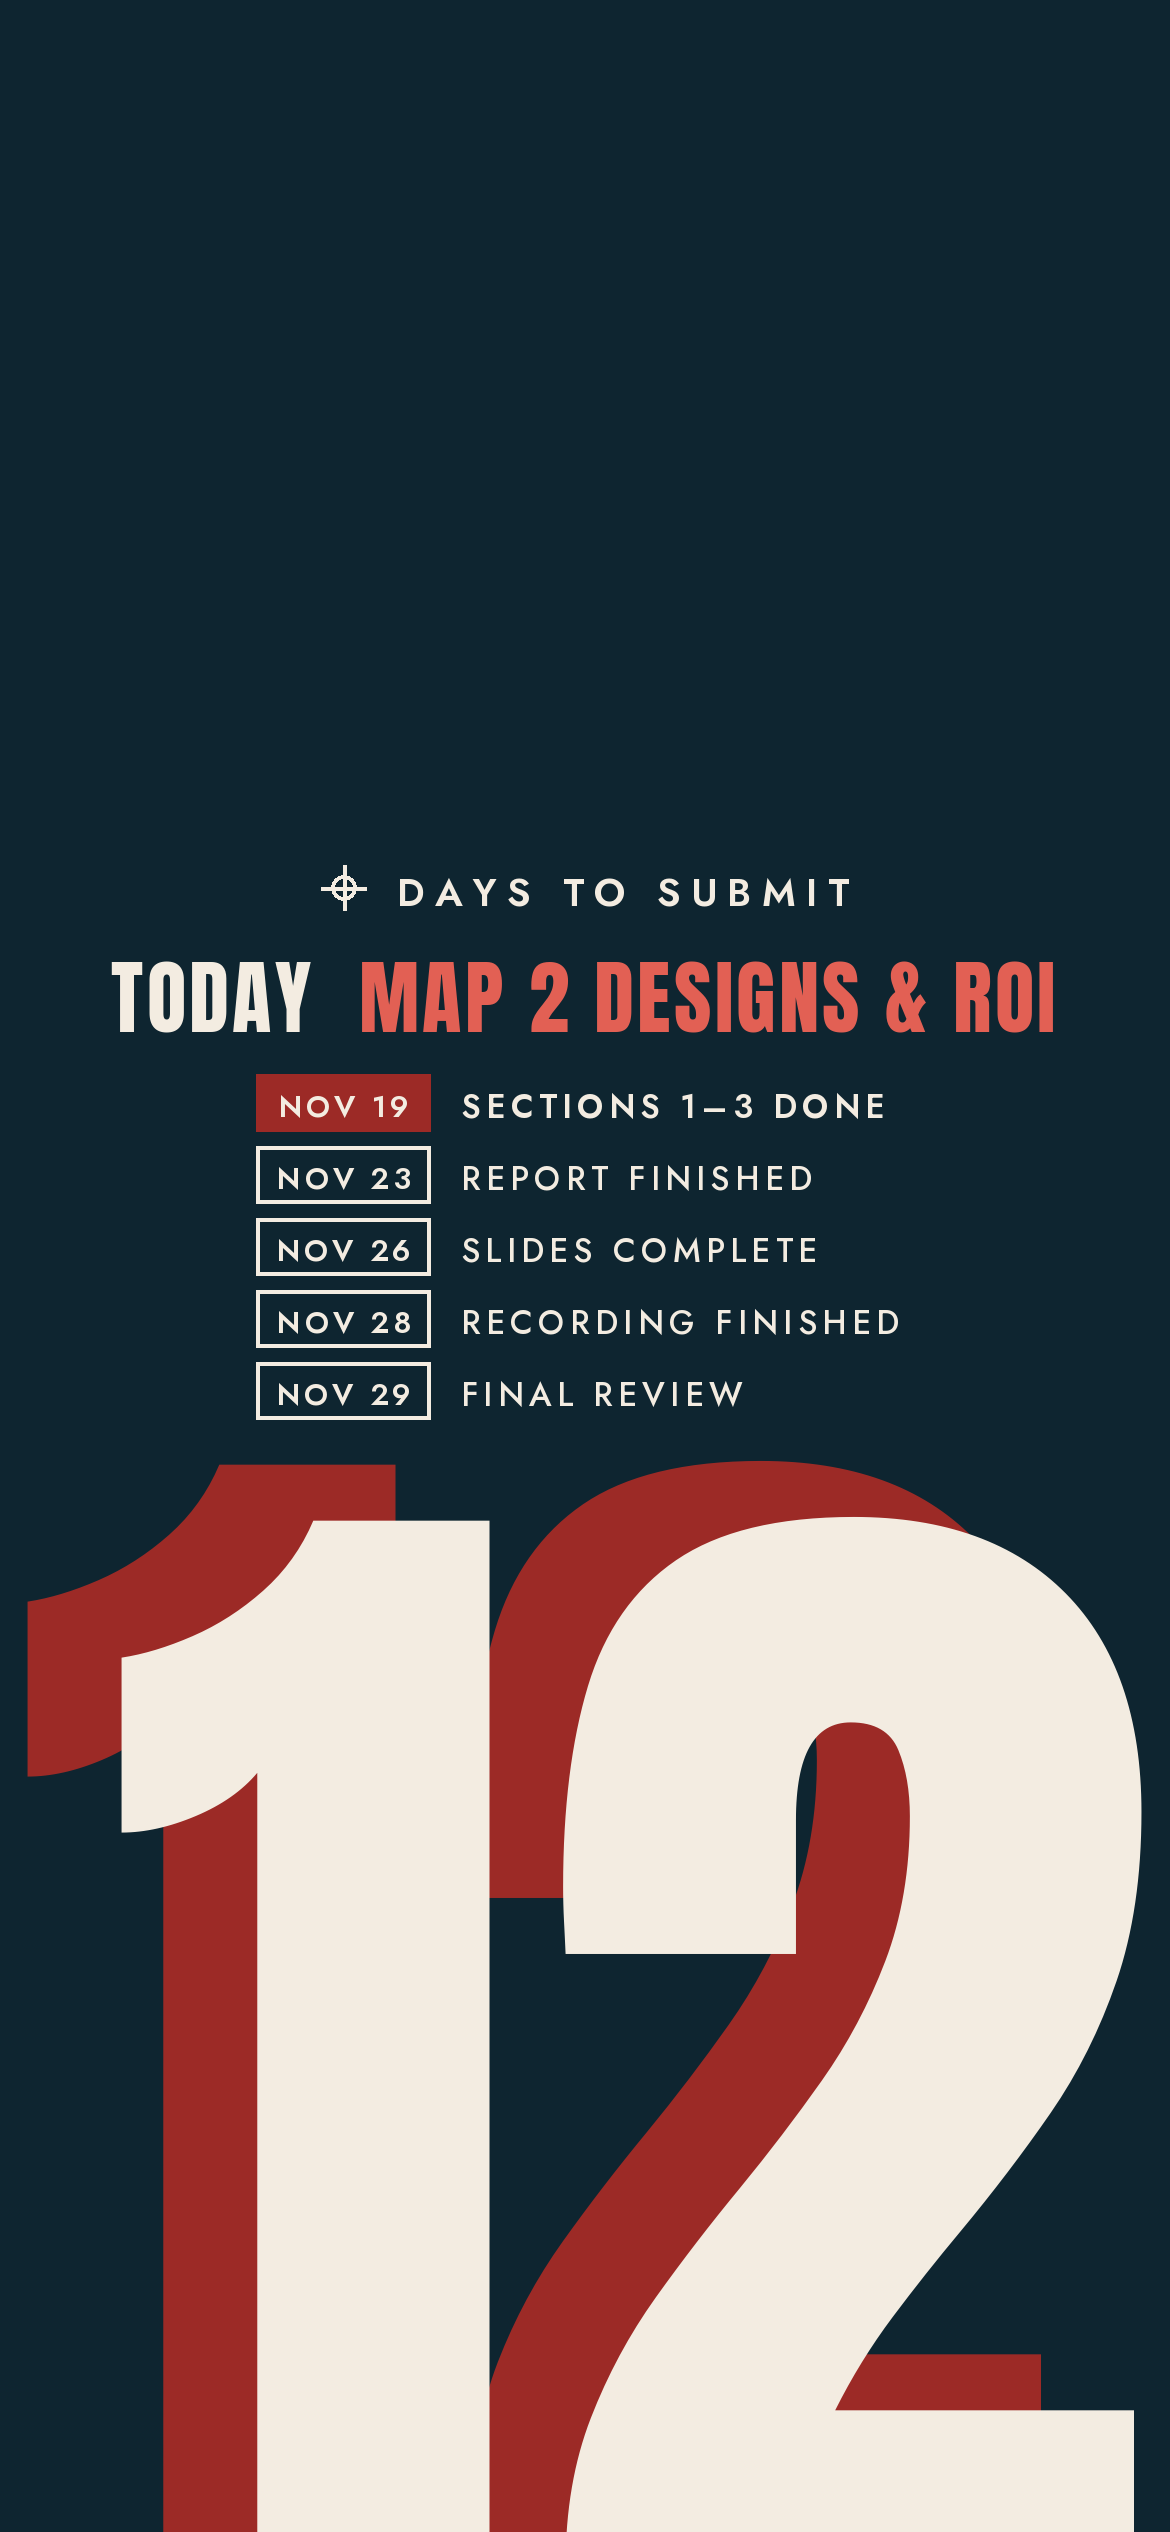 DAYS TO SUBMIT
TODAY MAP 2 DESIGNS & ROI
NOV 19 SECTIONS 1–3 DONE
NOV 23 REPORT FINISHED
NOV 26 SLIDES COMPLETE
NOV 28 RECORDING FINISHED
NOV 29 FINAL REVIEW
12